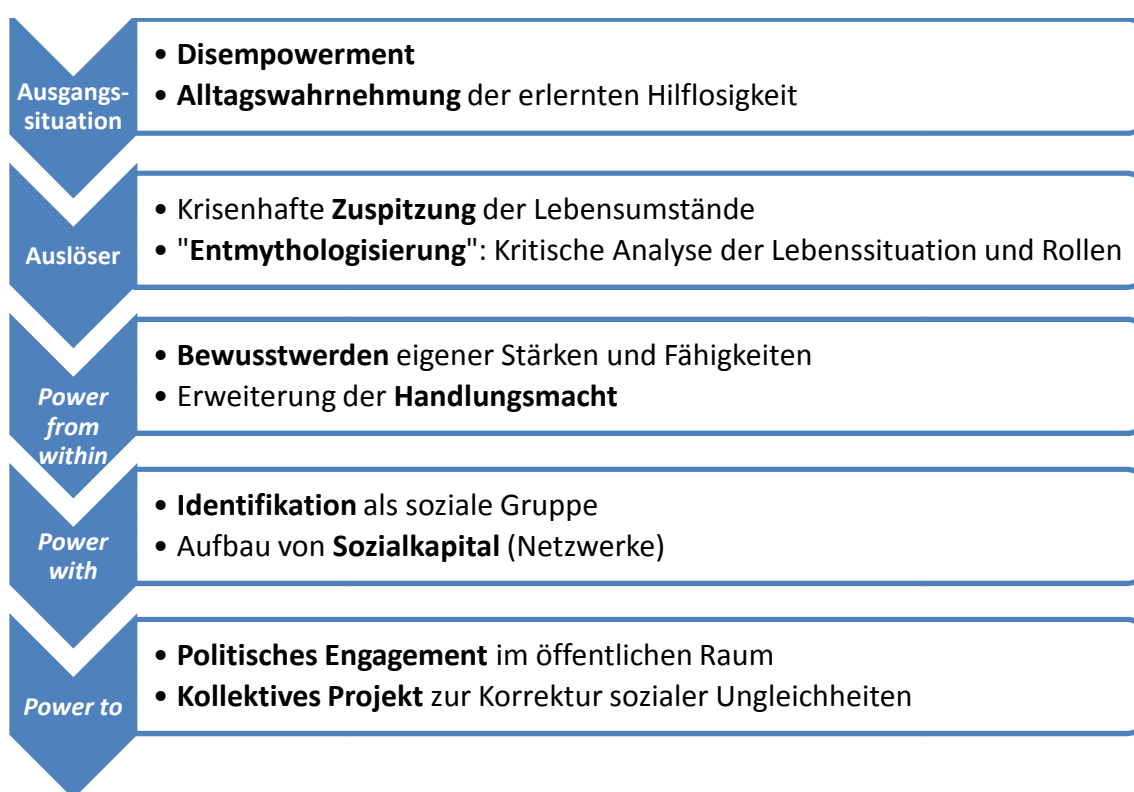 Ausgangs-
situation
• Disempowerment
• Alltagswahrnehmung der erlernten Hilflosigkeit
Auslöser
• Krisenhafte Zuspitzung der Lebensumstände
• "Entmythologisierung": Kritische Analyse der Lebenssituation und Rollen
Power
from
within
• Bewusstwerden eigener Stärken und Fähigkeiten
• Erweiterung der Handlungsmacht
Power
with
• Identifikation als soziale Gruppe
• Aufbau von Sozialkapital (Netzwerke)
Power to
• Politisches Engagement im öffentlichen Raum
• Kollektives Projekt zur Korrektur sozialer Ungleichheiten